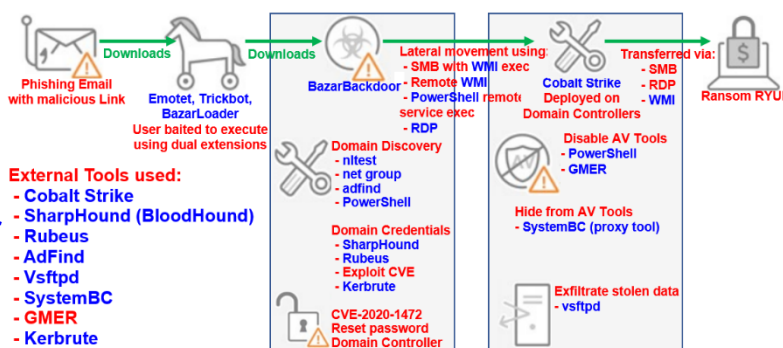 Downloads
Downloads
Phishing Email
with malicious Link
Emotet, Trickbot,
BazarLoader
User baited to execute
using dual extensions
BazarBackdoor
Lateral movement using:
- SMB with WMI exec
- Remote WMI
- PowerShell remote
service exec
- RDP
Cobalt Strike
Deployed on
Domain Controllers
Transferred via:
- SMB
- RDP
- WMI
$
Ransom RYUK
External Tools used:
- Cobalt Strike
- SharpHound (BloodHound)
- Rubeus
- AdFind
- Vsftpd
- SystemBC
- GMER
- Kerbrute
Domain Discovery
- nltest
- net group
- adfind
- PowerShell
Domain Credentials
- SharpHound
- Rubeus
- Exploit CVE
- Kerbrute
CVE-2020-1472
Reset password
Domain Controller
AV
Disable AV Tools
- PowerShell
- GMER
Hide from AV Tools
- SystemBC (proxy tool)
Exfiltrate stolen data
- vsftpd